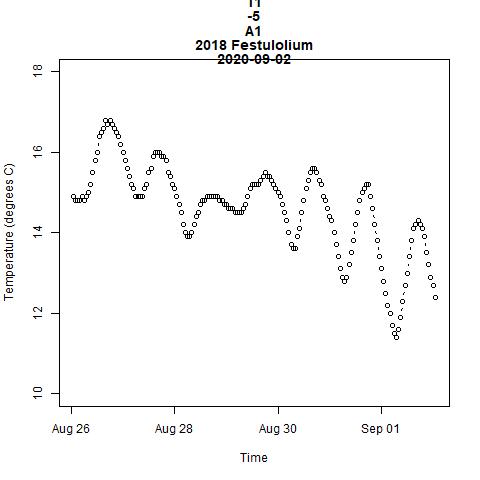 T1
-5
A1
2018 Festulolium
2020-09-02
18
16
14
12
10
Temperature (degrees C)
Aug 26 Aug 28 Aug 30 Sep 01
Time